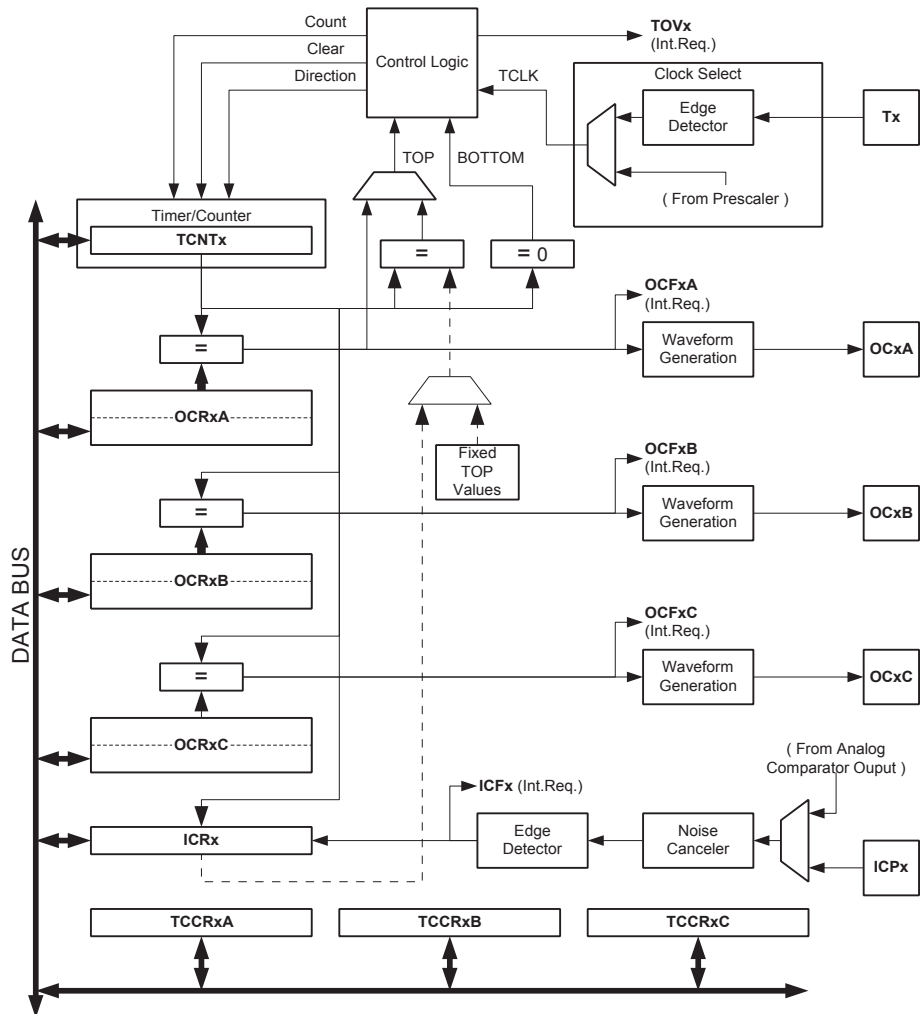 Count
Clear
Direction
Control Logic
TOVx
(Int.Req.)
TCLK
Clock Select
Edge
Detector
Tx
( From Prescaler )
TOP
BOTTOM
Timer/Counter
TCNTx
=
= 0
OCFxA
(Int.Req.)
=
Waveform
Generation
OCxA
OCRxA
Fixed
TOP
Values
OCFxB
(Int.Req.)
=
Waveform
Generation
OCxB
OCRxB
DATA BUS
OCFxC
(Int.Req.)
=
Waveform
Generation
OCxC
OCRxC
( From Analog
Comparator Ouput )
ICFx (Int.Req.)
ICRx
Edge
Detector
Noise
Canceler
ICPx
TCCRxA
TCCRxB
TCCRxC